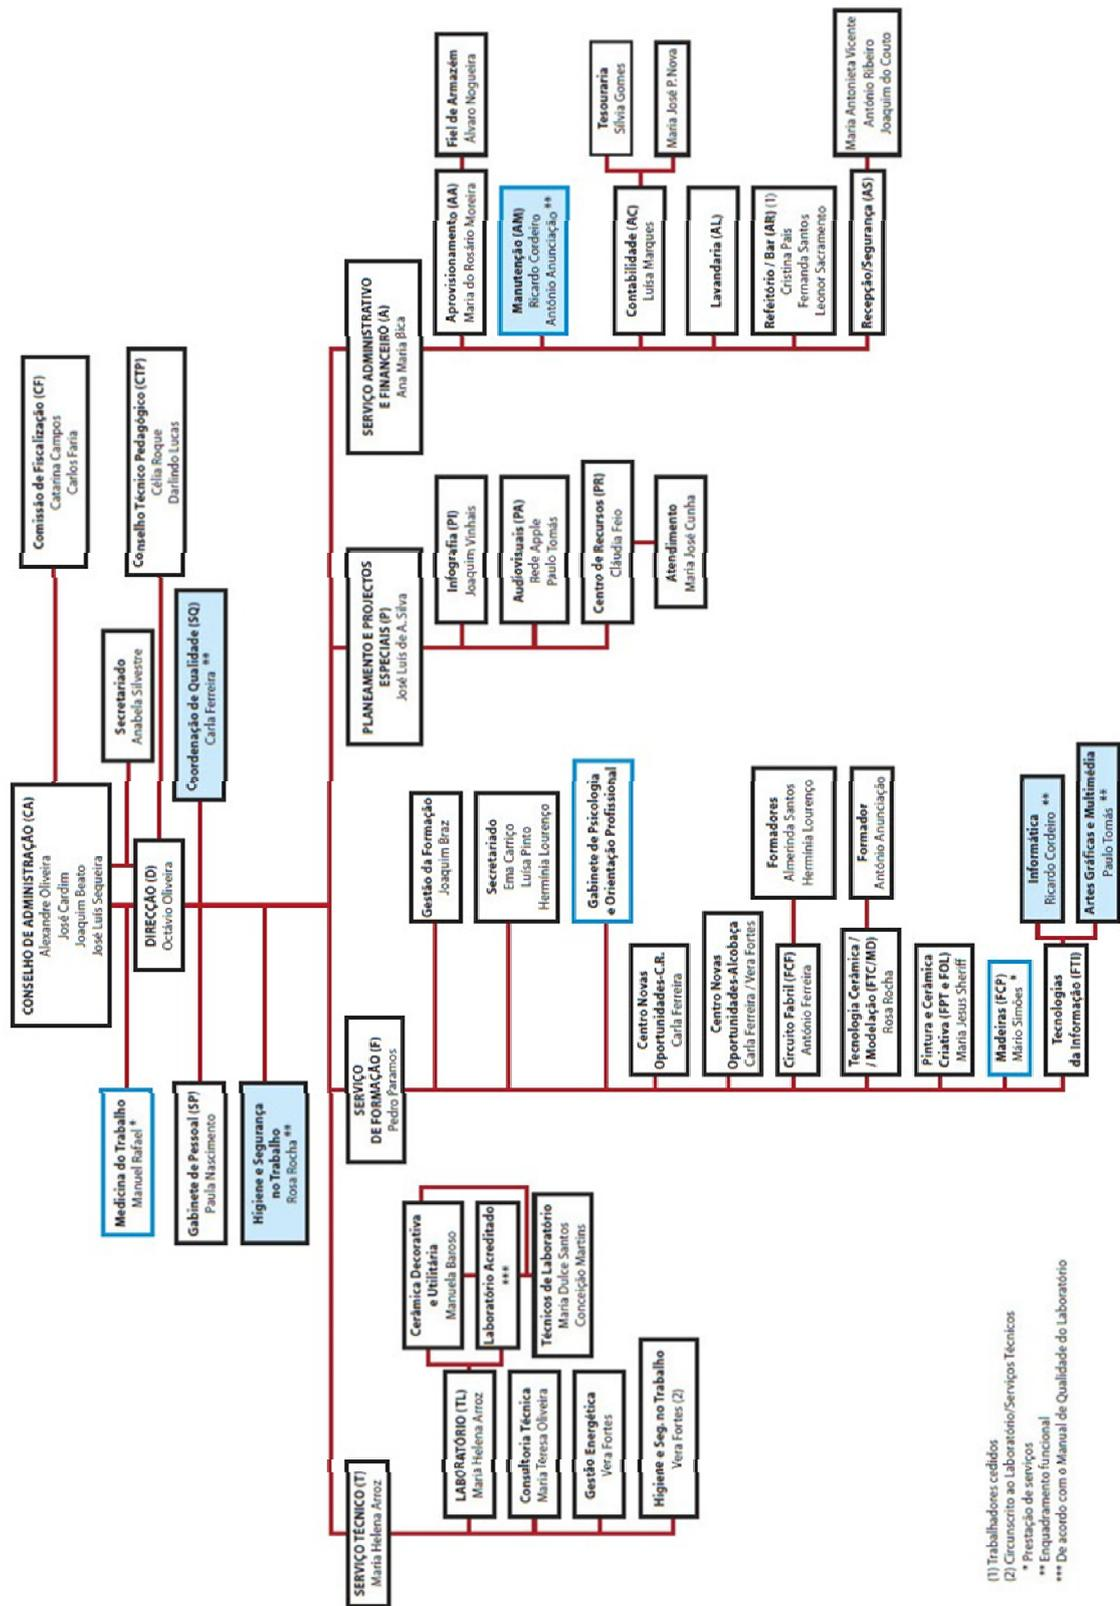 CONSELHO DE ADMINISTRAÇÃO (CA)
Alexandre Oliveira
José Cardim
Joaquim Beato
José Luís Sequeira
Comissão de Fiscalização (CF)
Catarina Campos
Carlos Faria
Medicina do Trabalho
Manuel Rafael *
Secretariado
Anabela Silvestre
DIRECÇÃO (D)
Octávio Oliveira
Conselho Técnico Pedagógico (CTP)
Célia Roque
Darlindo Lucas
Gabinete de Pessoal (SP)
Paula Nascimento
Coordenação de Qualidade (SQ)
Carla Ferreira **
Higiene e Segurança
no Trabalho
Rosa Rocha **
SERVIÇO TÉCNICO (T)
Maria Helena Arroz
LABORATÓRIO (TL)
Maria Helena Arroz
Cerâmica Decorativa
e Utilitária
Manuela Baroso
Laboratório Acreditado
***
Técnicos de Laboratório
Maria Dulce Santos
Conceição Martins
Consultoria Técnica
Maria Teresa Oliveira
Gestão Energética
Vera Fortes
Higiene e Seg. no Trabalho
Vera Fortes (2)
SERVIÇO
DE FORMAÇÃO (F)
Pedro Paramos
Gestão da Formação
Joaquim Braz
Secretariado
Ema Carriço
Luísa Pinto
Hermínia Lourenço
Gabinete de Psicologia
e Orientação Profissional
Centro Novas
Oportunidades-C.R.
Carla Ferreira
Centro Novas
Oportunidades-Alcobaça
Carla Ferreira / Vera Fortes
Circuito Fabril (FCF)
António Ferreira
Formadores
Almerinda Santos
Hermínia Lourenço
Tecnologia Cerâmica /
/ Modelação (FTC/MD)
Rosa Rocha
Formador
António Anunciação
Pintura e Cerâmica
Criativa (FPT e FOL)
Maria Jesus Sheriff
Madeiras (FCP)
Mário Simões *
Tecnologias
da Informação (FTI)
Informática
Ricardo Cordeiro **
Artes Gráficas e Multimédia
Paulo Tomás **
PLANEAMENTO E PROJECTOS
ESPECIAIS (P)
José Luís de A. Silva
Infografia (PI)
Joaquim Vinhais
Audiovisuais (PA)
Rede Apple
Paulo Tomás
Centro de Recursos (PR)
Cláudia Feio
Atendimento
Maria José Cunha
SERVIÇO ADMINISTRATIVO
E FINANCEIRO (A)
Ana Maria Bica
Aprovisionamento (AA)
Maria do Rosário Moreira
Fiel de Armazém
Álvaro Nogueira
Manutenção (AM)
Ricardo Cordeiro
António Anunciação **
Contabilidade (AC)
Luísa Marques
Tesouraria
Sílvia Gomes
Maria José P. Nova
Lavandaria (AL)
Refeitório / Bar (AR) (1)
Cristina Pais
Fernanda Santos
Leonor Sacramento
Recepção/Segurança (AS)
Maria Antonieta Vicente
António Ribeiro
Joaquim do Couto
(1) Trabalhadores cedidos
(2) Circunscrito ao Laboratório/Serviços Técnicos
* Prestação de serviços
** Enquadramento funcional
*** De acordo com o Manual de Qualidade do Laboratório